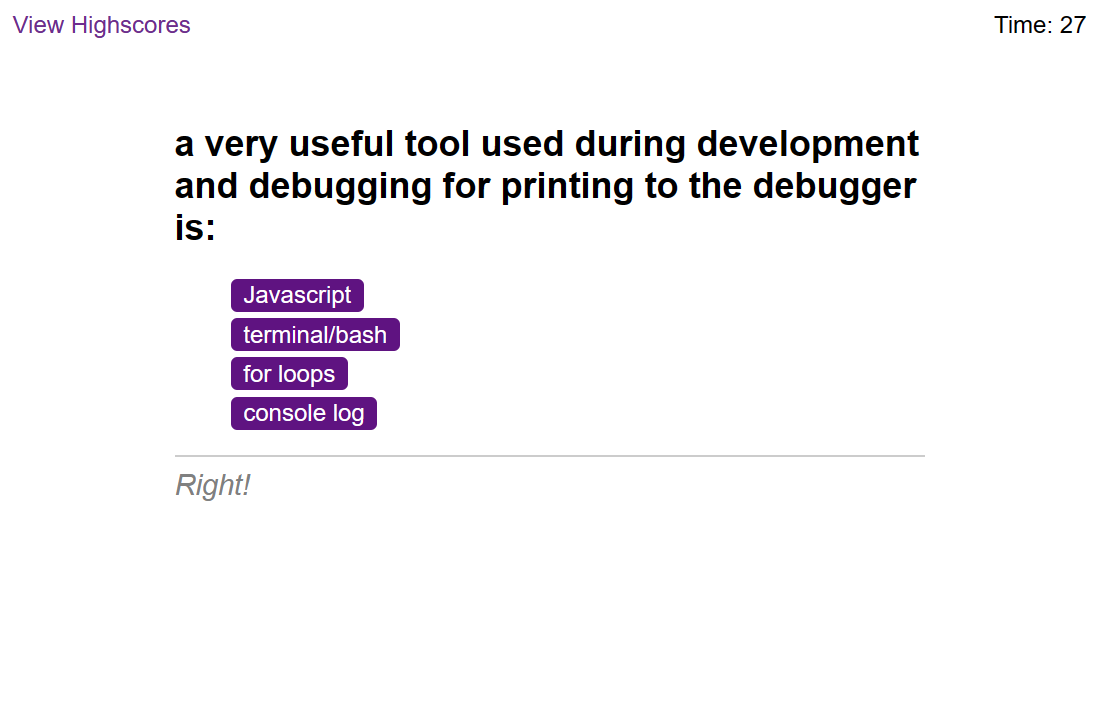 View Highscores
Time: 27
a very useful tool used during development
and debugging for printing to the debugger
is:
Javascript
terminal/bash
for loops
console log
Right!